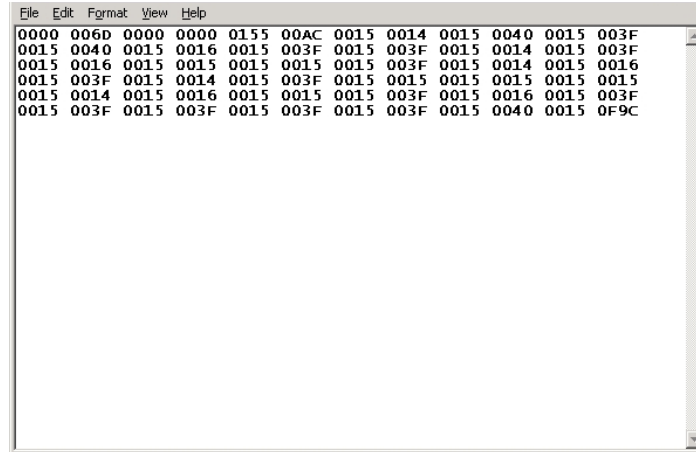 File Edit Format View Help
0000 006D 0000 0000 0155 00AC 0015 0014 0015 0040 0015 003F
0015 0040 0015 0016 0015 003F 0015 003F 0015 0014 0015 003F
0015 0016 0015 0015 0015 0015 0015 003F 0015 0014 0015 0016
0015 003F 0015 0014 0015 003F 0015 0015 0015 0015 0015 0015
0015 0014 0015 0016 0015 0015 0015 003F 0015 0016 0015 003F
0015 003F 0015 003F 0015 003F 0015 003F 0015 0040 0015 0F9C